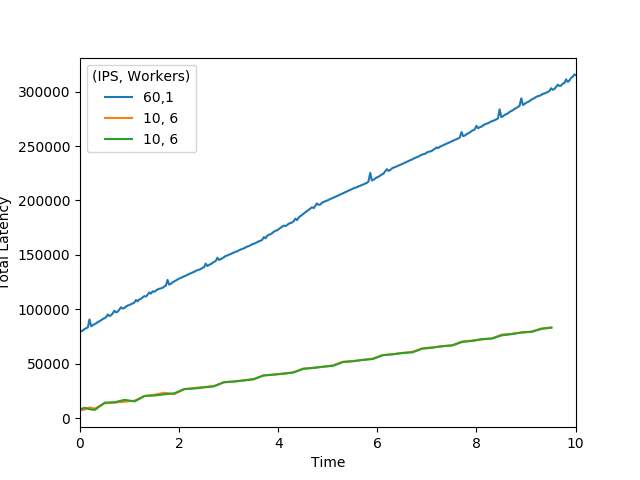 (IPS, Workers)
60,1
10, 6
10, 6
300000
250000
200000
150000
100000
50000
0
Total Latency
0 2 4 6 8 10
Time